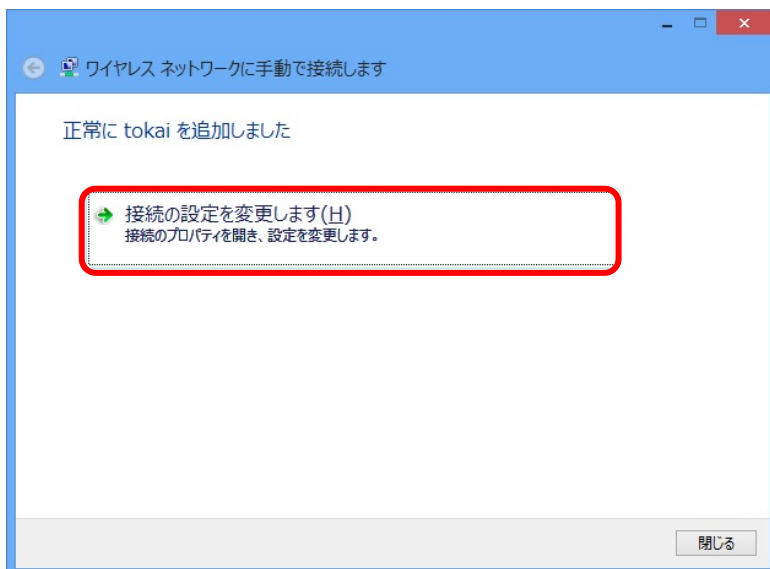 ワイヤレス ネットワークに手動で接続します
正常に tokai を追加しました
接続の設定を変更します(H)
接続のプロパティを開き、設定を変更します。
閉じる